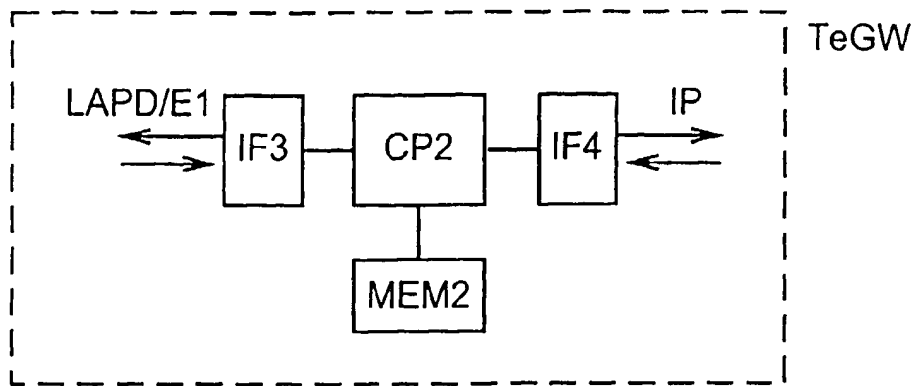 TeGW
LAPD/E1
IP
IF3
CP2
IF4
MEM2